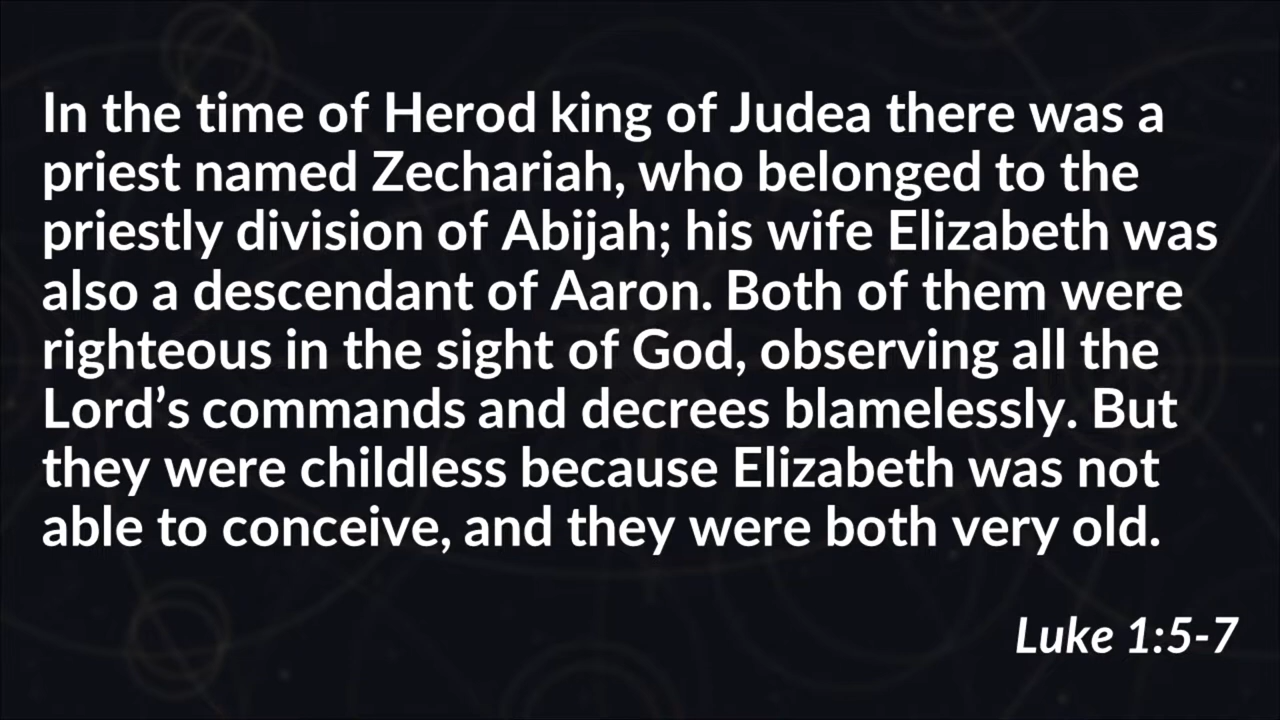 In the time of Herod king of Judea there was a
priest named Zechariah, who belonged to the
priestly division of Abijah; his wife Elizabeth was
also a descendant of Aaron. Both of them were
righteous in the sight of God, observing all the
Lord’s commands and decrees blamelessly. But
they were childless because Elizabeth was not
able to conceive, and they were both very old.
Luke 1:5-7